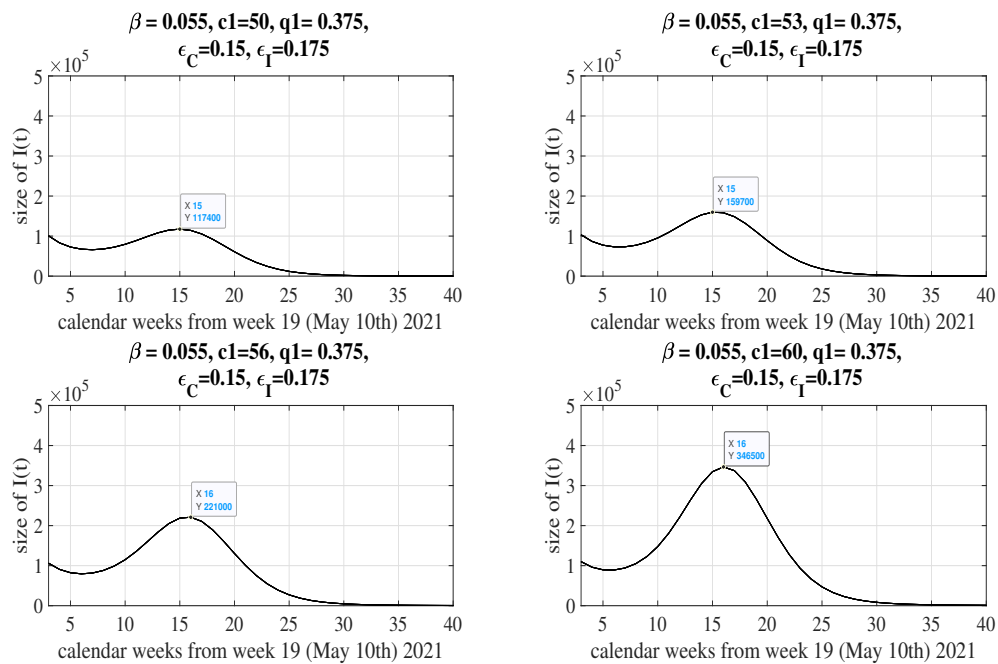 β = 0.055, c1=50, q1= 0.375,
ϵC=0.15, ϵI=0.175
×10^5
size of I(t)
5
4
3
2
1
0
X 15
Y 117400
5 10 15 20 25 30 35 40
calendar weeks from week 19 (May 10th) 2021
β = 0.055, c1=53, q1= 0.375,
ϵC=0.15, ϵI=0.175
×10^5
size of I(t)
5
4
3
2
1
0
X 15
Y 159700
5 10 15 20 25 30 35 40
calendar weeks from week 19 (May 10th) 2021
β = 0.055, c1=56, q1= 0.375,
ϵC=0.15, ϵI=0.175
×10^5
size of I(t)
5
4
3
2
1
0
X 16
Y 221000
5 10 15 20 25 30 35 40
calendar weeks from week 19 (May 10th) 2021
β = 0.055, c1=60, q1= 0.375,
ϵC=0.15, ϵI=0.175
×10^5
size of I(t)
5
4
3
2
1
0
X 16
Y 346500
5 10 15 20 25 30 35 40
calendar weeks from week 19 (May 10th) 2021